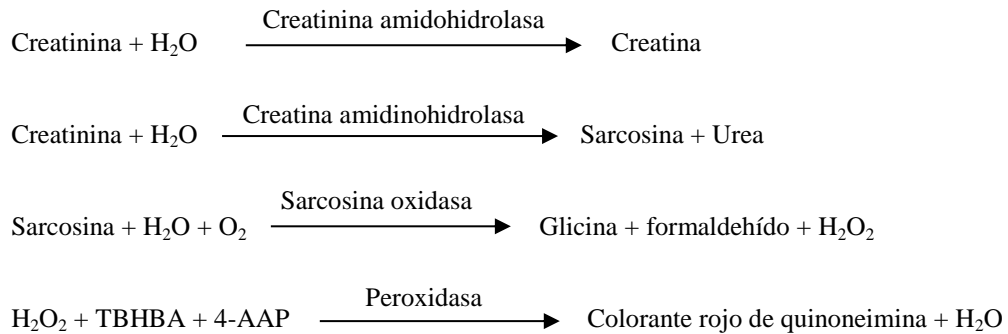 Creatinina amidohidrolasa
Creatinina + H₂O → Creatina
Creatina amidinohidrolasa
Creatinina + H₂O → Sarcosina + Urea
Sarcosina oxidasa
Sarcosina + H₂O + O₂ → Glicina + formaldehído + H₂O₂
Peroxidasa
H₂O₂ + TBHBA + 4-AAP → Colorante rojo de quinoneimina + H₂O